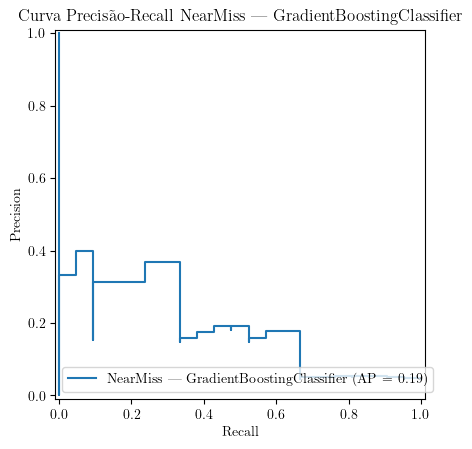 Curva Precisão-Recall NearMiss — GradientBoostingClassifier
1.0
0.8
0.6
0.4
0.2
0.0
Precision
NearMiss — GradientBoostingClassifier (AP = 0.19)
0.0 0.2 0.4 0.6 0.8 1.0
Recall